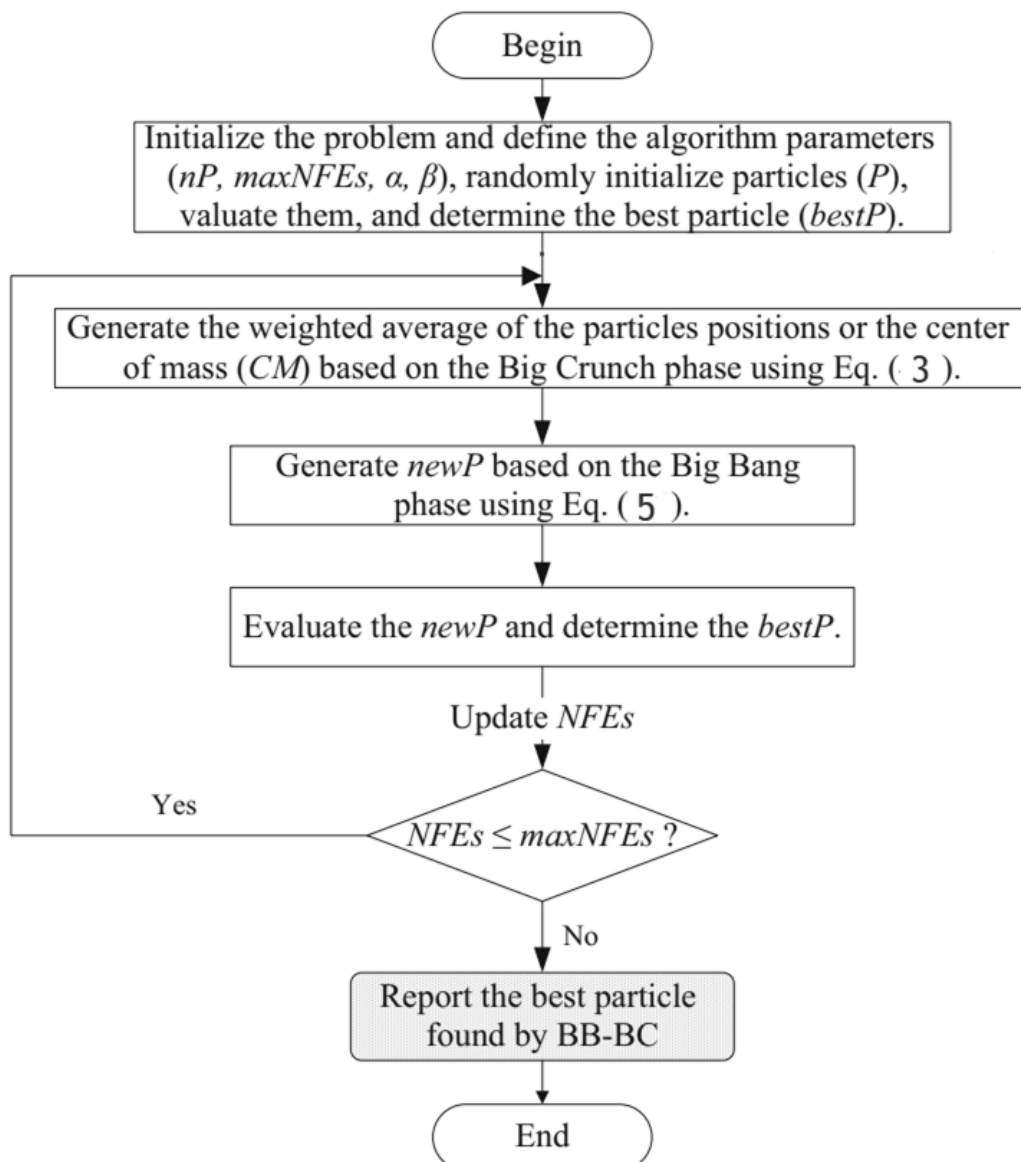 Begin
Initialize the problem and define the algorithm parameters
(nP, maxNFEs, α, β), randomly initialize particles (P),
valuate them, and determine the best particle (bestP).
Generate the weighted average of the particles positions or the center
of mass (CM) based on the Big Crunch phase using Eq. ( 3 ).
Generate newP based on the Big Bang
phase using Eq. ( 5 ).
Evaluate the newP and determine the bestP.
Update NFEs
Yes
NFEs ≤ maxNFEs ?
No
Report the best particle
found by BB-BC
End